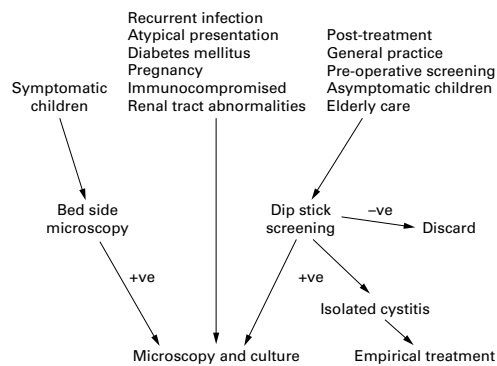 Recurrent infection
Atypical presentation
Diabetes mellitus
Pregnancy
Immunocompromised
Renal tract abnormalities
Post-treatment
General practice
Pre-operative screening
Asymptomatic children
Elderly care
Symptomatic
children
Bed side
microscopy
Dip stick
screening
–ve
Discard
+ve
+ve
Isolated cystitis
Microscopy and culture
Empirical treatment